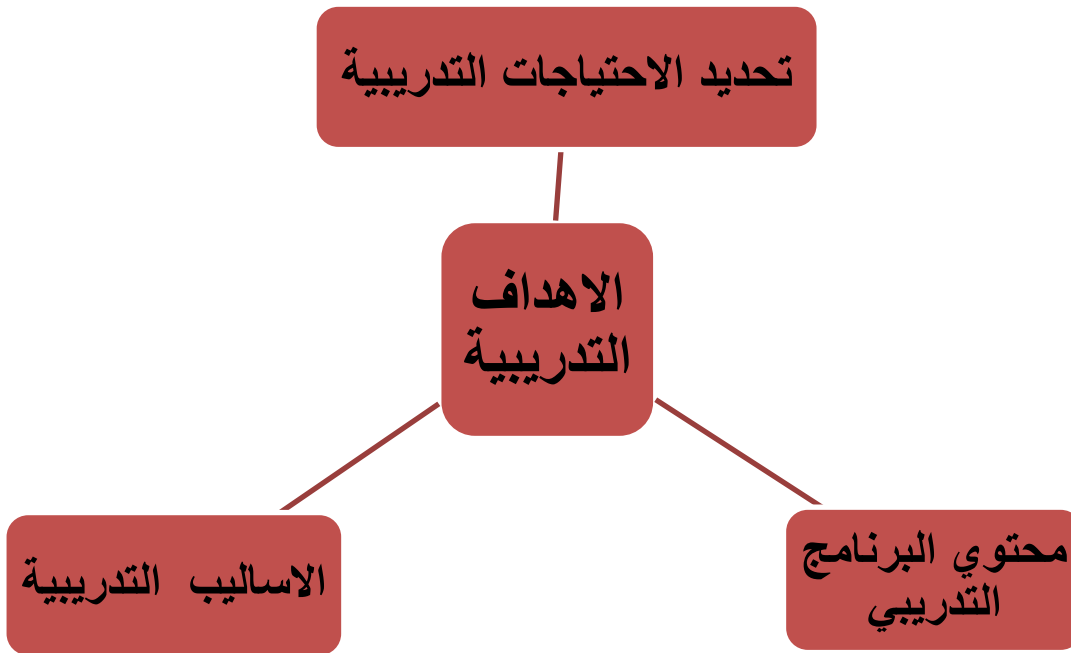 تحديد الاحتياجات التدريبية
الاهداف
التدريبية
محتوي البرنامج
التدريبي
الاساليب التدريبية